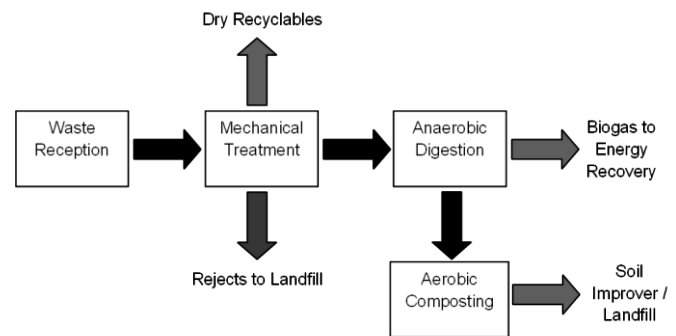 Dry Recyclables
Waste
Reception
Mechanical
Treatment
Anaerobic
Digestion
Biogas to
Energy
Recovery
Rejects to Landfill
Aerobic
Composting
Soil
Improver /
Landfill